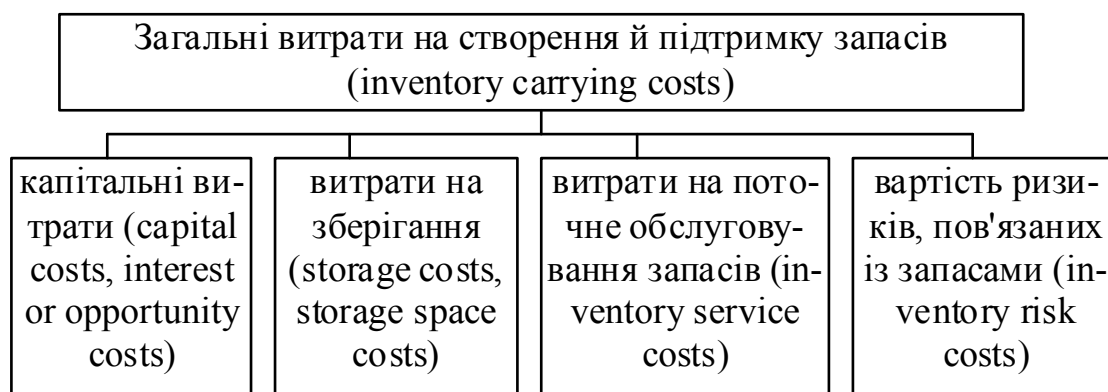 Загальні витрати на створення й підтримку запасів
(inventory carrying costs)
капітальні ви-
трати (capital
costs, interest
or opportunity
costs)
витрати на
зберігання
(storage costs,
storage space
costs)
витрати на пото-
чне обслугову-
вання запасів (in-
ventory service
costs)
вартість ризи-
ків, пов'язаних
із запасами (in-
ventory risk
costs)